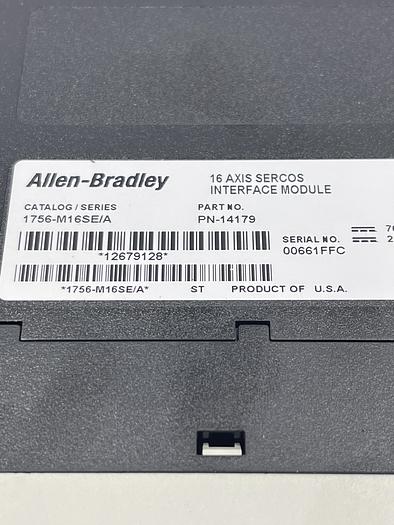 Allen-Bradley
16 AXIS SERCOS
INTERFACE MODULE
CATALOG / SERIES
1756-M16SE/A
PART NO.
PN-14179
SERIAL NO.
00661FFC
*12679128*
*1756-M16SE/A* ST PRODUCT OF U.S.A.